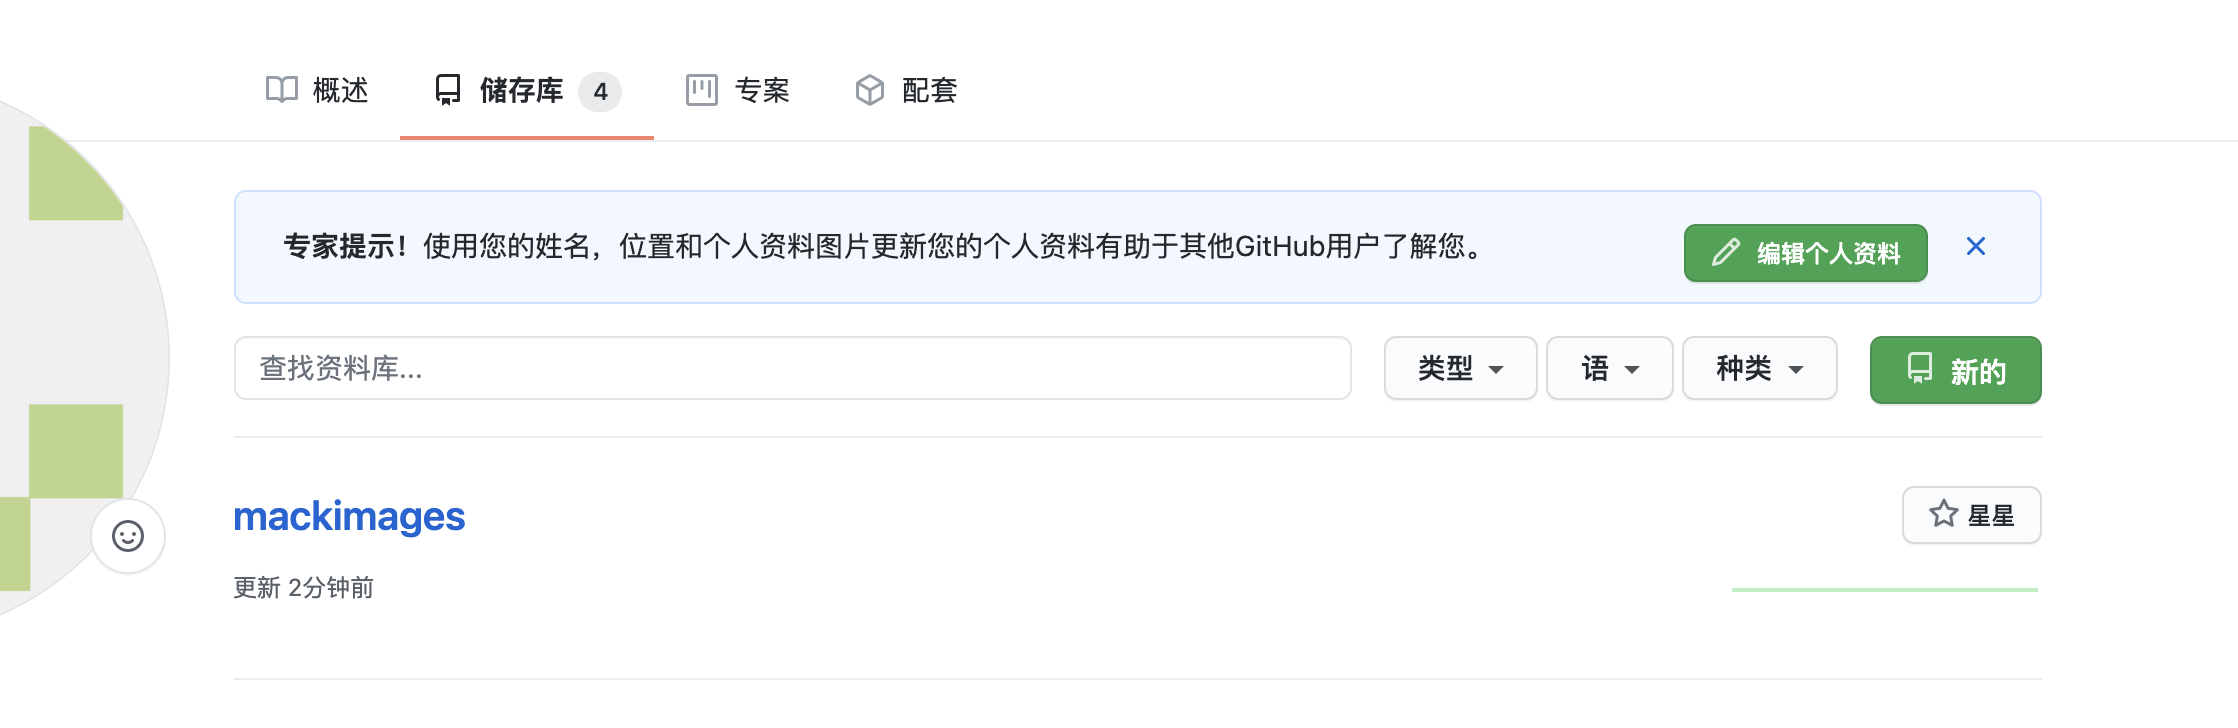 概述 储存库 4 专案 配套
专家提示！使用您的姓名，位置和个人资料图片更新您的个人资料有助于其他GitHub用户了解您。 编辑个人资料
查找资料库... 类型 语 种类 新的
mackimages 星星
更新 2分钟前